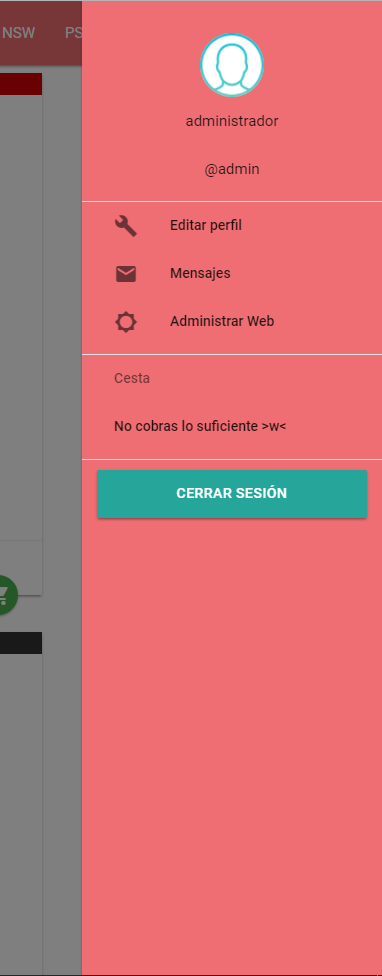 NSW PS
administrador
@admin
Editar perfil
Mensajes
Administrar Web
Cesta
No cobras lo suficiente >w<
CERRAR SESIÓN